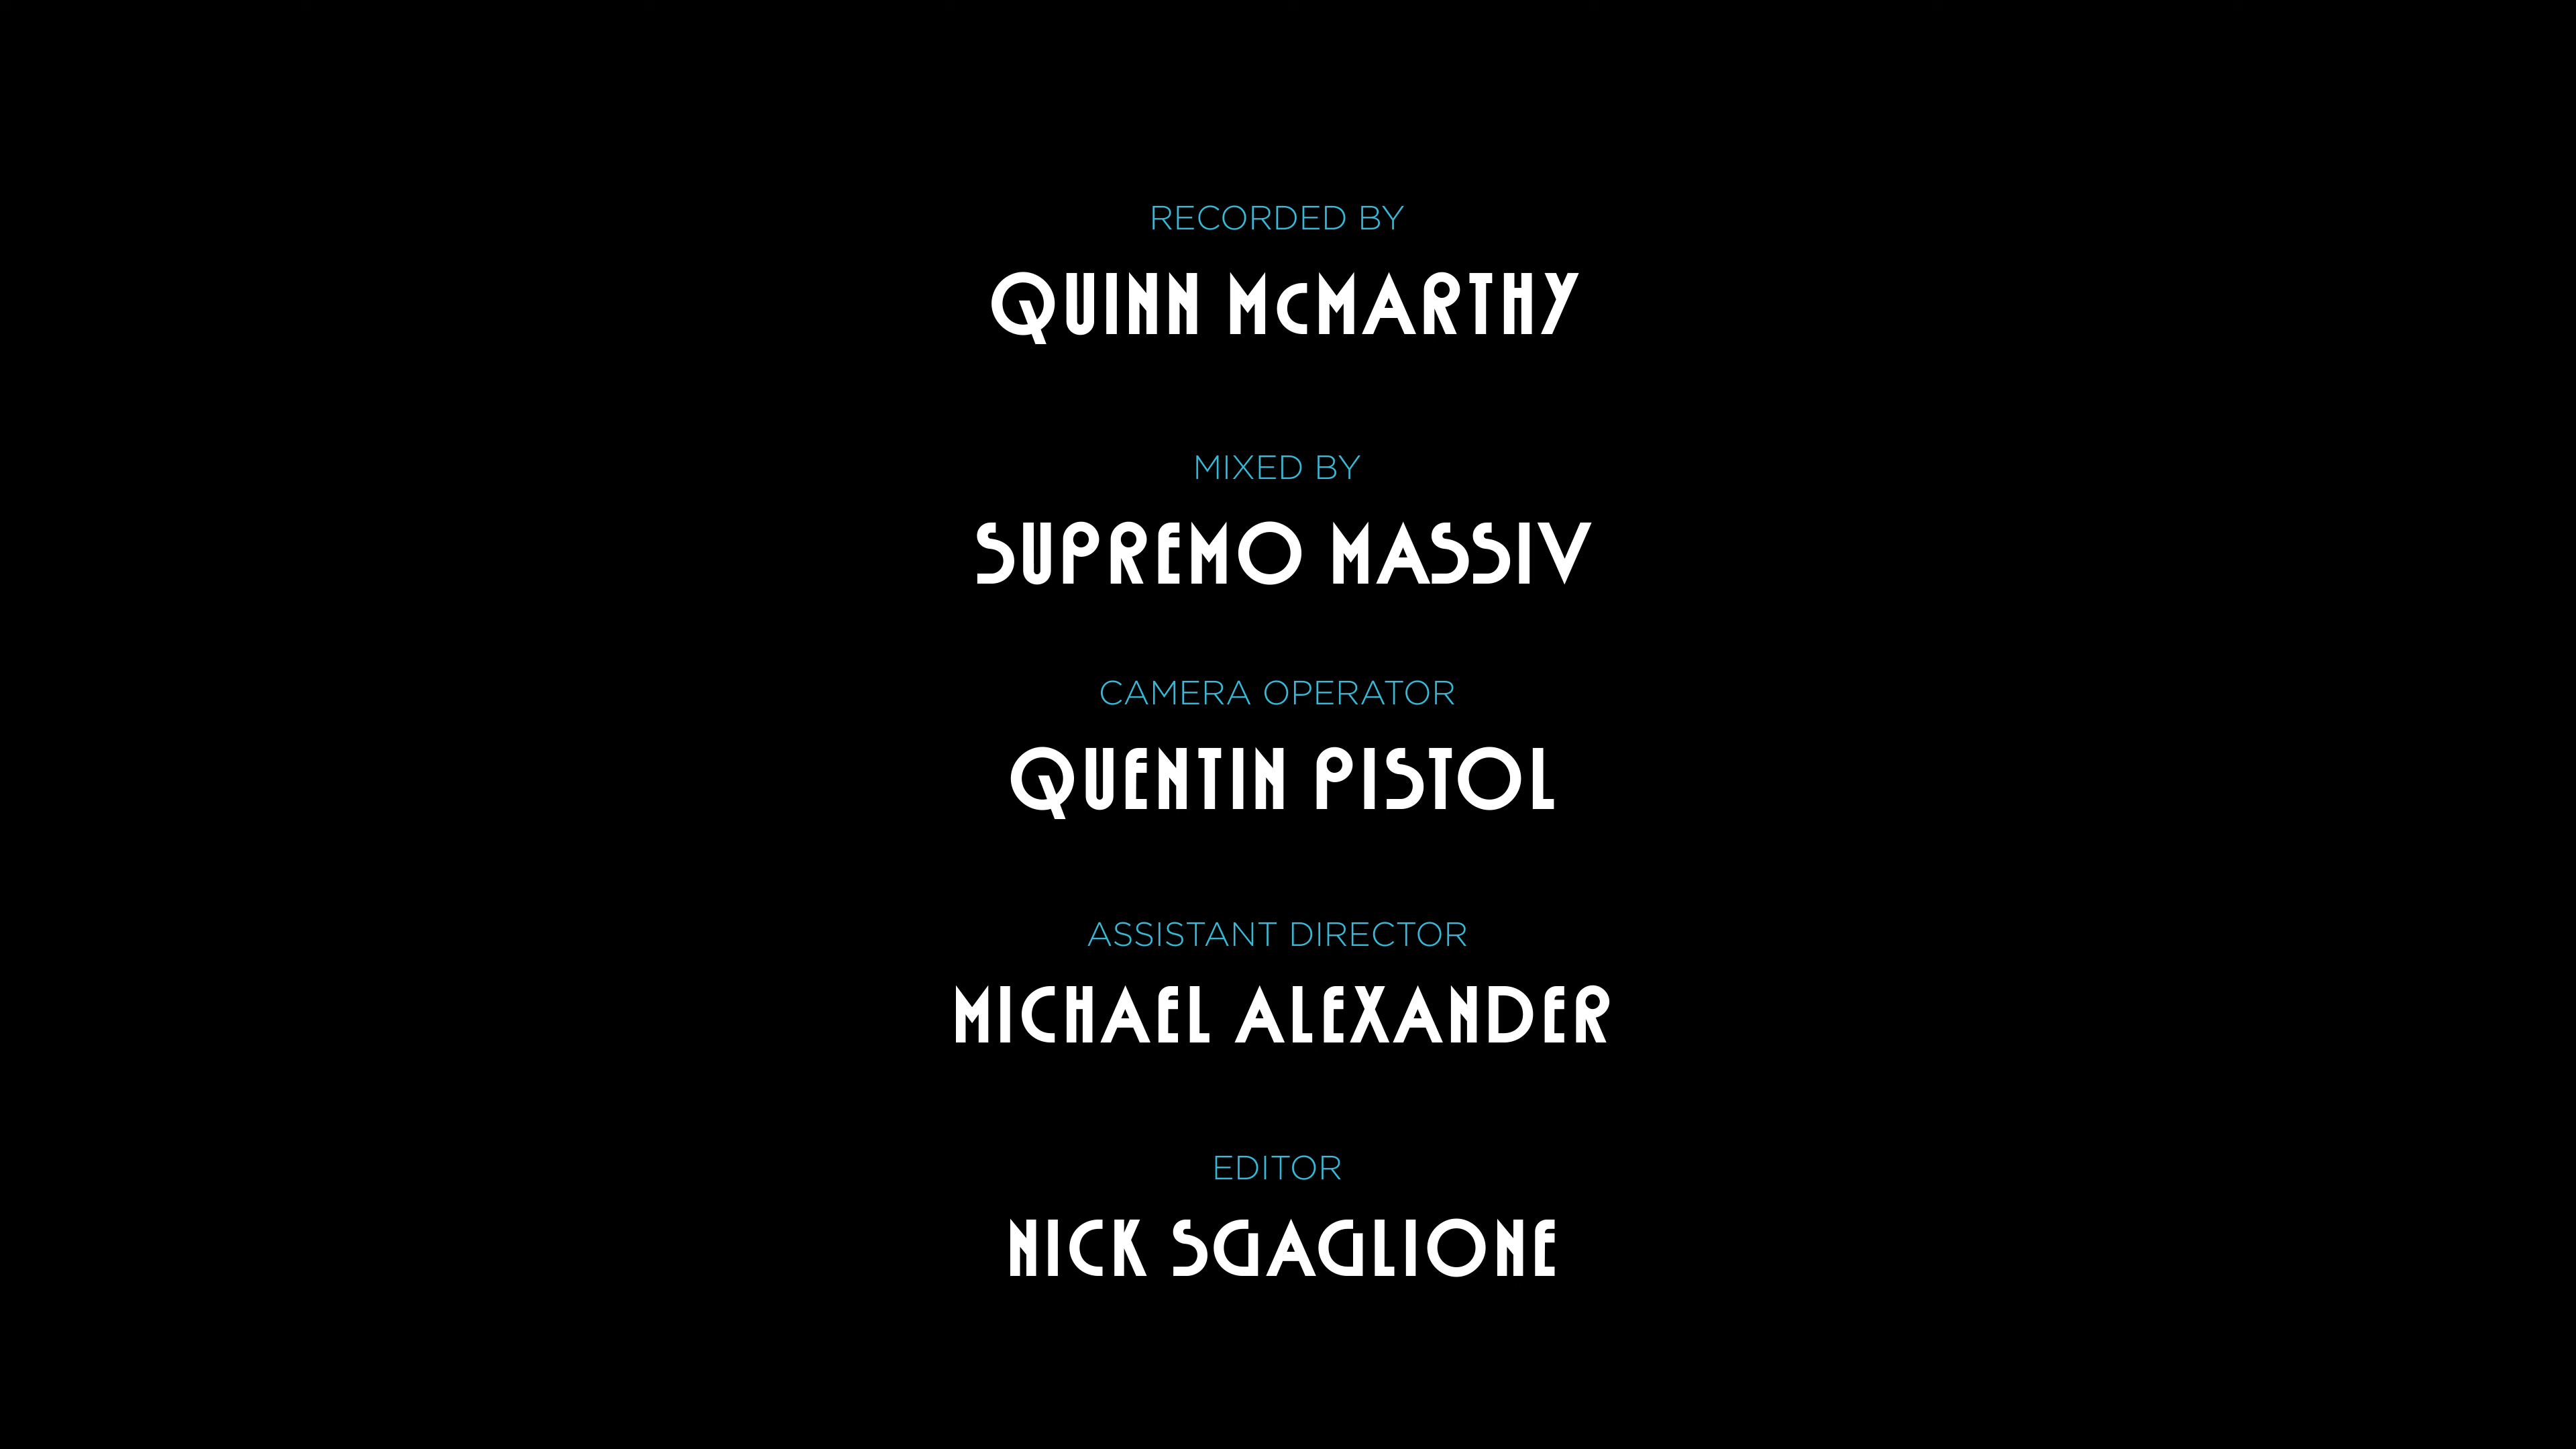 RECORDED BY
QUINN McMARTHY
MIXED BY
SUPREMO MASSIV
CAMERA OPERATOR
QUENTIN PISTOL
ASSISTANT DIRECTOR
MICHAEL ALEXANDER
EDITOR
NICK SGAGLIONE